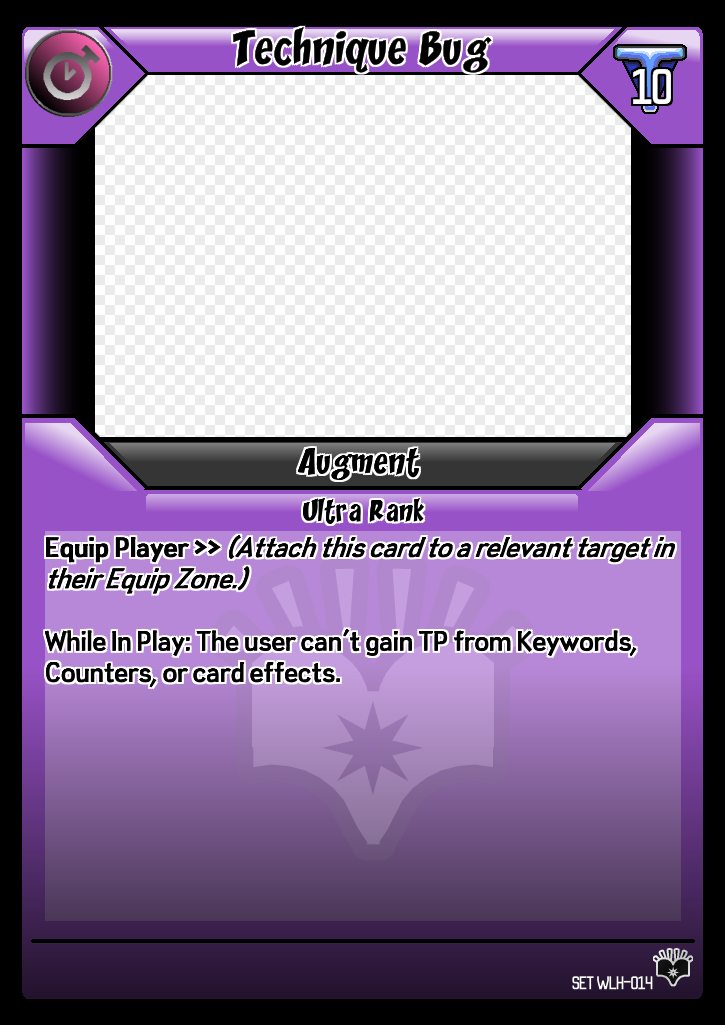 Technique Bug
10
Augment
Ultra Rank
Equip Player >> (Attach this card to a relevant target in
their Equip Zone.)
While In Play: The user can't gain TP from Keywords,
Counters, or card effects.
SET WLH-014